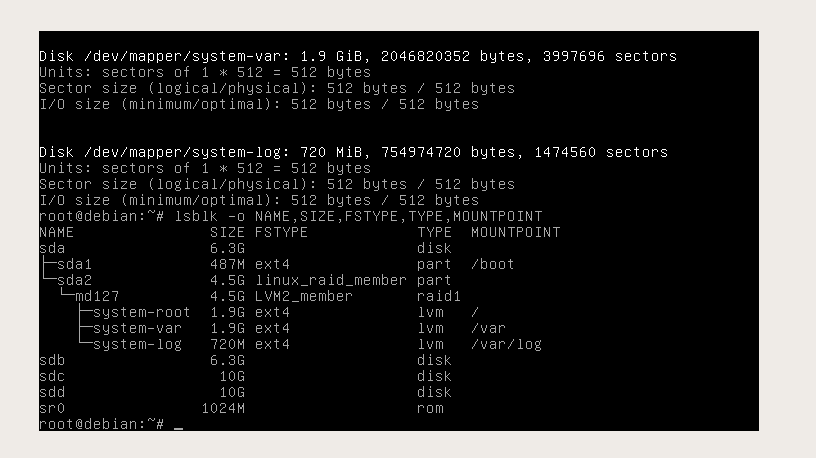 Disk /dev/mapper/system-var: 1.9 GiB, 2046820352 bytes, 3997696 sectors
Units: sectors of 1 * 512 = 512 bytes
Sector size (logical/physical): 512 bytes / 512 bytes
I/O size (minimum/optimal): 512 bytes / 512 bytes
Disk /dev/mapper/system-log: 720 MiB, 754974720 bytes, 1474560 sectors
Units: sectors of 1 * 512 = 512 bytes
Sector size (logical/physical): 512 bytes / 512 bytes
I/O size (minimum/optimal): 512 bytes / 512 bytes
root@debian:~# lsblk -o NAME,SIZE,FSTYPE,TYPE,MOUNTPOINT
NAME               SIZE FSTYPE            TYPE  MOUNTPOINT
sda                6.3G                   disk
├─sda1             487M ext4              part  /boot
└─sda2             4.5G linux_raid_member part
  └─md127          4.5G LVM2_member       raid1
    ├─system-root  1.9G ext4              lvm   /
    ├─system-var   1.9G ext4              lvm   /var
    └─system-log   720M ext4              lvm   /var/log
sdb                6.3G                   disk
sdc                 10G                   disk
sdd                 10G                   disk
sr0               1024M                   rom
root@debian:~# _